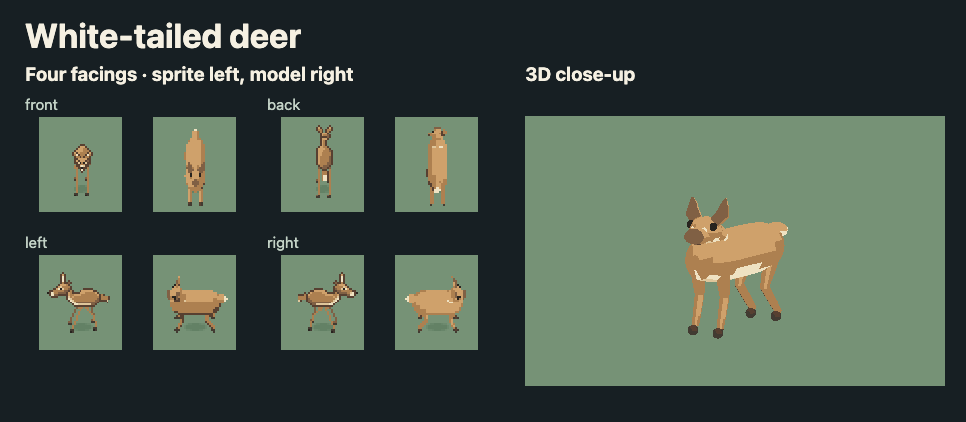 White-tailed deer
Four facings · sprite left, model right
3D close-up
front
back
left
right